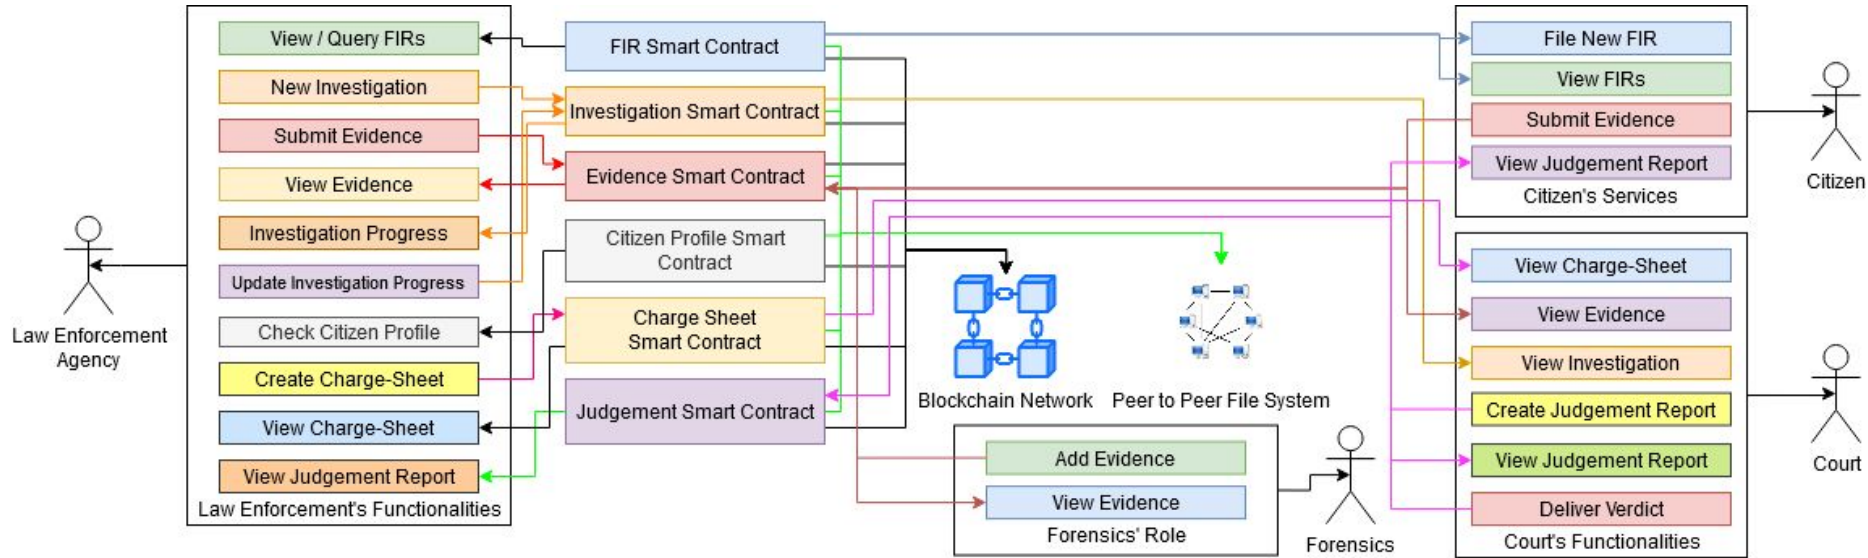 View / Query FIRs
New Investigation
Submit Evidence
View Evidence
Investigation Progress
Update Investigation Progress
Check Citizen Profile
Create Charge-Sheet
View Charge-Sheet
View Judgement Report
Law Enforcement's Functionalities
Law Enforcement
Agency
FIR Smart Contract
Investigation Smart Contract
Evidence Smart Contract
Citizen Profile Smart
Contract
Charge Sheet
Smart Contract
Judgement Smart Contract
Blockchain Network
Peer to Peer File System
Add Evidence
View Evidence
Forensics' Role
Forensics
File New FIR
View FIRs
Submit Evidence
View Judgement Report
Citizen's Services
Citizen
View Charge-Sheet
View Evidence
View Investigation
Create Judgement Report
View Judgement Report
Deliver Verdict
Court's Functionalities
Court